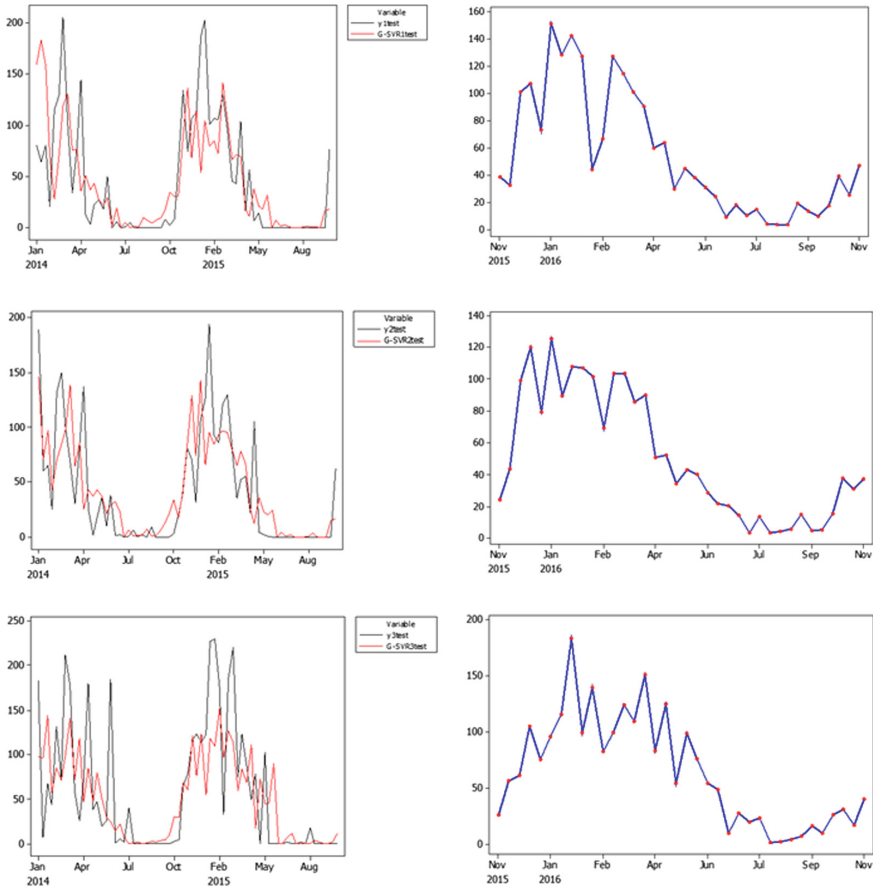 Variable
y1test
G-SVR1test
200
150
100
50
0
Jan
2014
Apr
Jul
Oct
Feb
2015
May
Aug
160
140
120
100
80
60
40
20
0
Nov
2015
Jan
2016
Feb
Apr
Jun
Jul
Sep
Nov
Variable
y2test
G-SVR2test
200
150
100
50
0
Jan
2014
Apr
Jul
Oct
Feb
2015
May
Aug
140
120
100
80
60
40
20
0
Nov
2015
Jan
2016
Feb
Apr
Jun
Jul
Sep
Nov
Variable
y3test
G-SVR3test
250
200
150
100
50
0
Jan
2014
Apr
Jul
Oct
Feb
2015
May
Aug
200
150
100
50
0
Nov
2015
Jan
2016
Feb
Apr
Jun
Jul
Sep
Nov